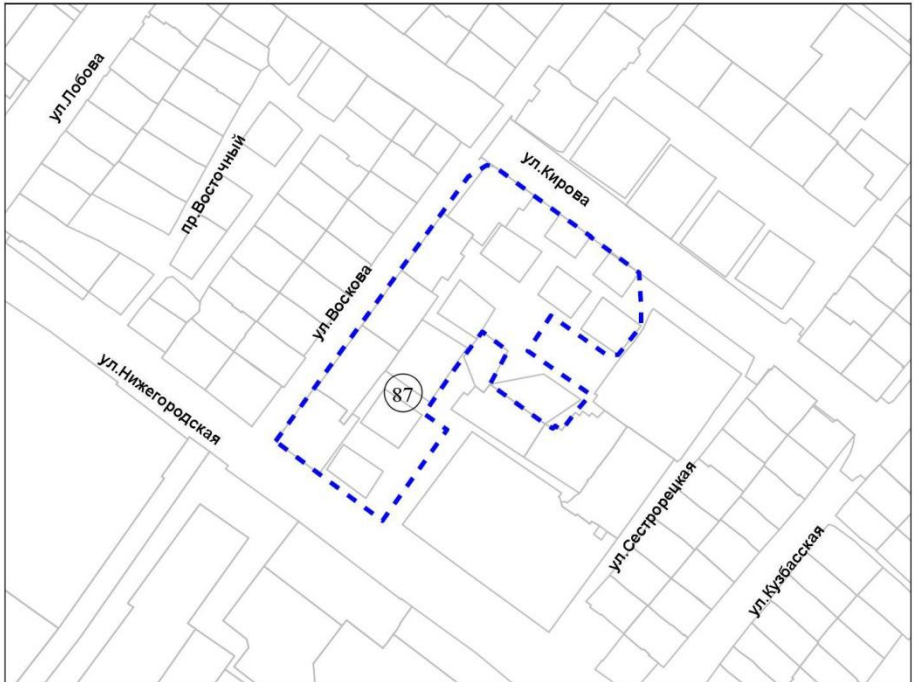 ул.Лобова
пр.Восточный
ул.Кирова
ул.Воскова
ул.Нижегородская
87
ул.Сестрорецкая
ул.Кузбасская